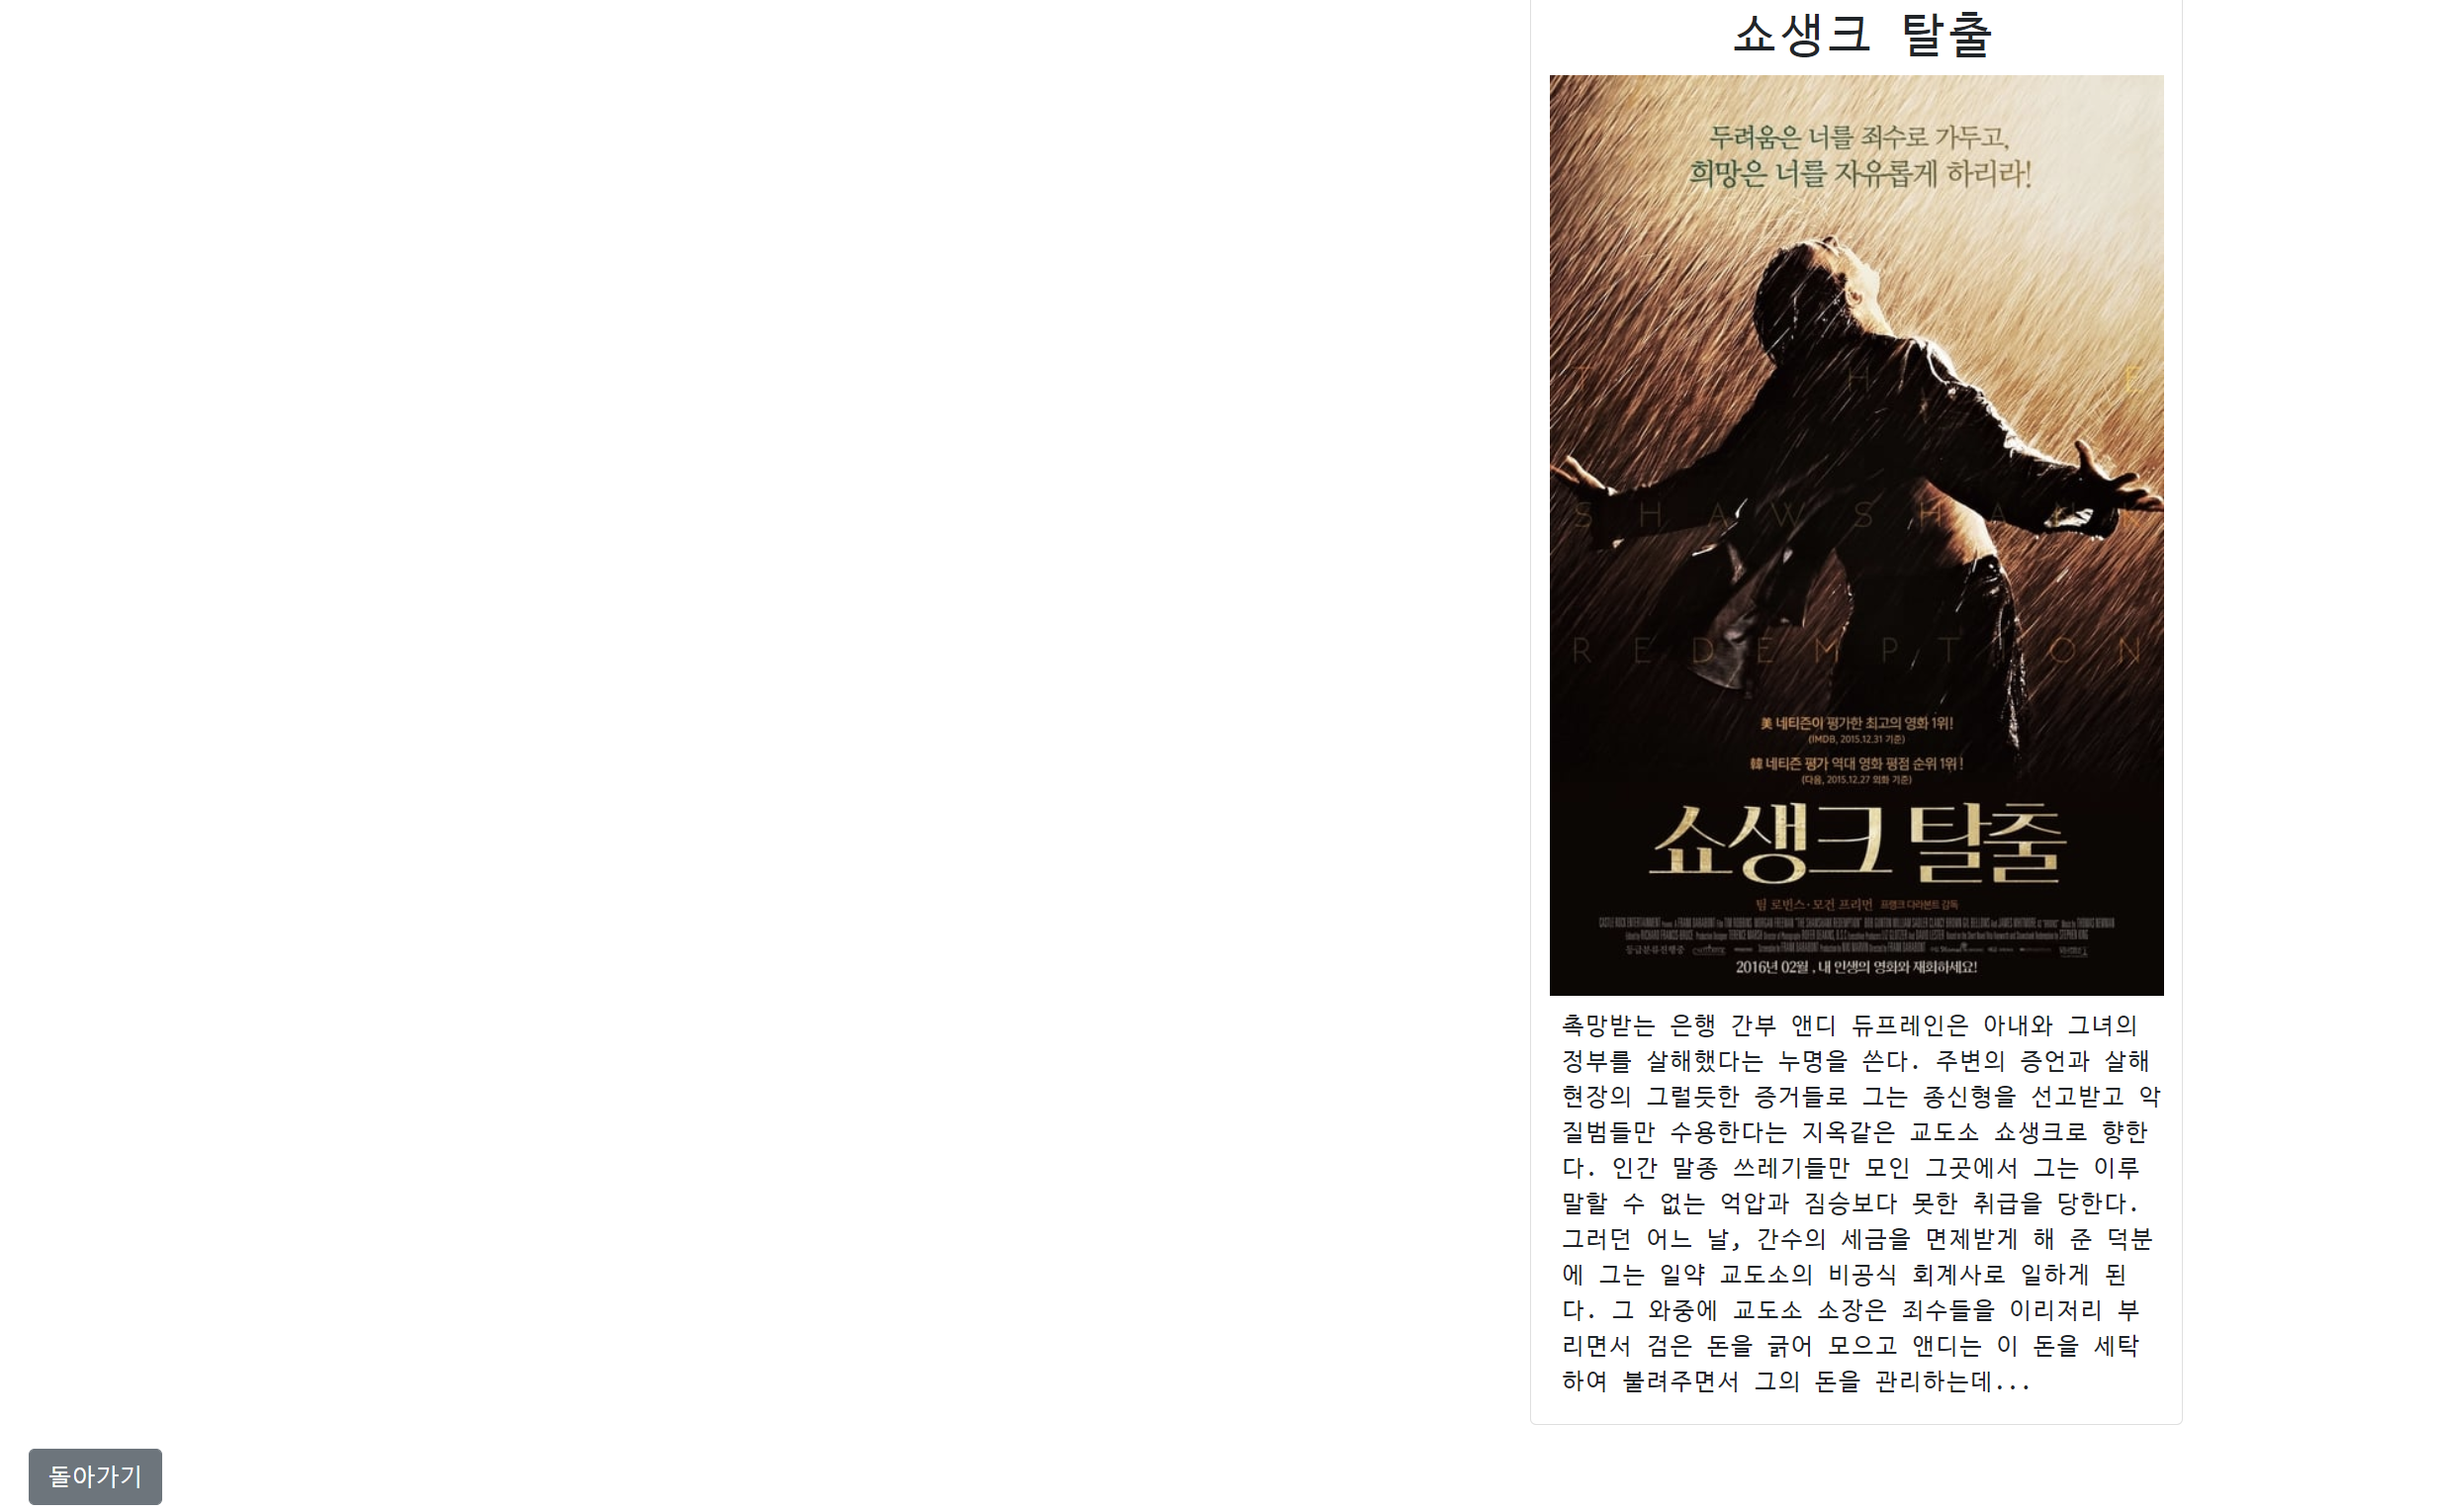 쇼생크 탈출
두려움은 너를 죄수로 가두고,
희망은 너를 자유롭게 하리라!
T H E
S H A W S H A N K
R E D E M P T I O N
美 네티즌이 평가한 최고의 영화 1위!
(IMDB, 2015.12.31 기준)
韓 네티즌 평가 역대 영화 평점 순위 1위!
(다음, 2015.12.27 외화 기준)
쇼생크 탈출
팀 로빈스·모건 프리먼 프랭크 다라본트 감독
2016년 02월, 내 인생의 영화와 재회하세요!
촉망받는 은행 간부 앤디 듀프레인은 아내와 그녀의
정부를 살해했다는 누명을 쓴다. 주변의 증언과 살해
현장의 그럴듯한 증거들로 그는 종신형을 선고받고 악
질범들만 수용한다는 지옥같은 교도소 쇼생크로 향한
다. 인간 말종 쓰레기들만 모인 그곳에서 그는 이루
말할 수 없는 억압과 짐승보다 못한 취급을 당한다.
그러던 어느 날, 간수의 세금을 면제받게 해 준 덕분
에 그는 일약 교도소의 비공식 회계사로 일하게 된
다. 그 와중에 교도소 소장은 죄수들을 이리저리 부
리면서 검은 돈을 긁어 모으고 앤디는 이 돈을 세탁
하여 불려주면서 그의 돈을 관리하는데...
돌아가기